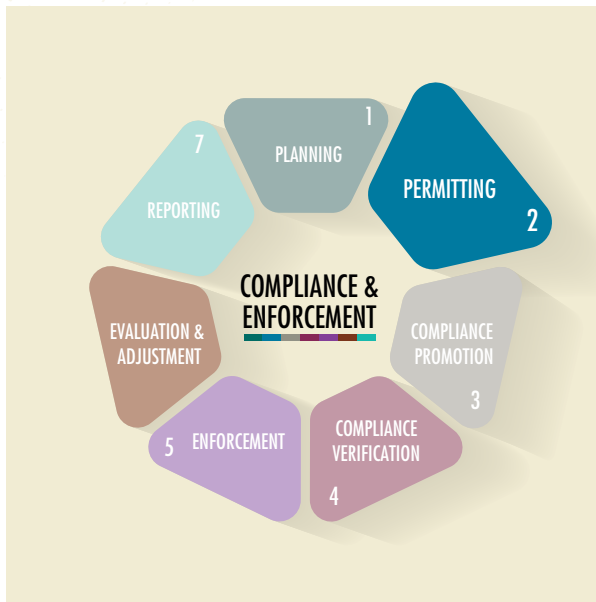 1
PLANNING
PERMITTING
2
COMPLIANCE
PROMOTION
3
COMPLIANCE
VERIFICATION
4
5 ENFORCEMENT
EVALUATION &
ADJUSTMENT
7
REPORTING
COMPLIANCE &
ENFORCEMENT